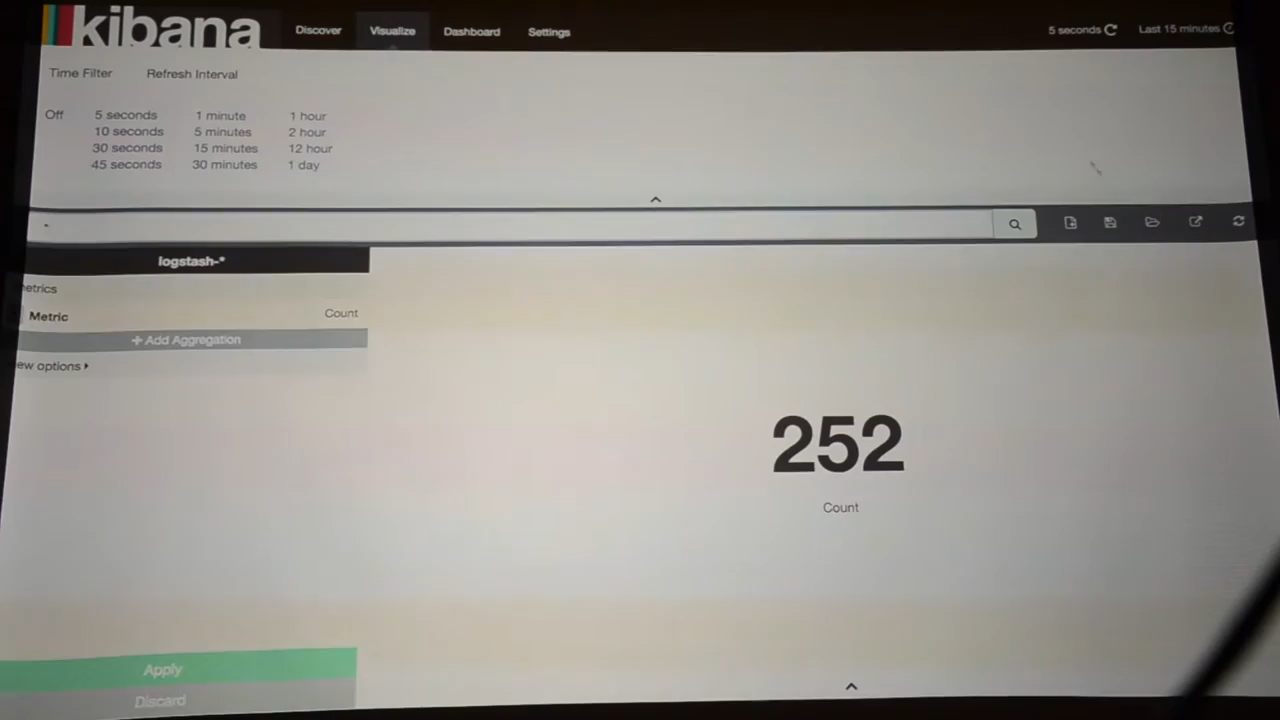 kibana Discover Visualize Dashboard Settings 5 seconds Last 15 minutes
Time Filter Refresh Interval
Off 5 seconds 1 minute 1 hour
10 seconds 5 minutes 2 hour
30 seconds 15 minutes 12 hour
45 seconds 30 minutes 1 day
logstash-*
etrics
Metric Count
+ Add Aggregation
ew options
252
Count
Apply
Discard